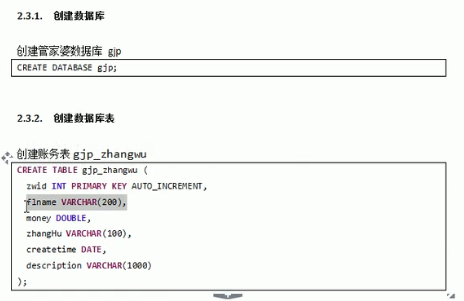 2.3.1. 创建数据库
创建管家婆数据库 gjp
CREATE DATABASE gjp;
2.3.2. 创建数据库表
创建账务表 gjp_zhangwu
CREATE TABLE gjp_zhangwu (
zwid INT PRIMARY KEY AUTO_INCREMENT,
flname VARCHAR(200),
money DOUBLE,
zhangHu VARCHAR(100),
createtime DATE,
description VARCHAR(1000)
);